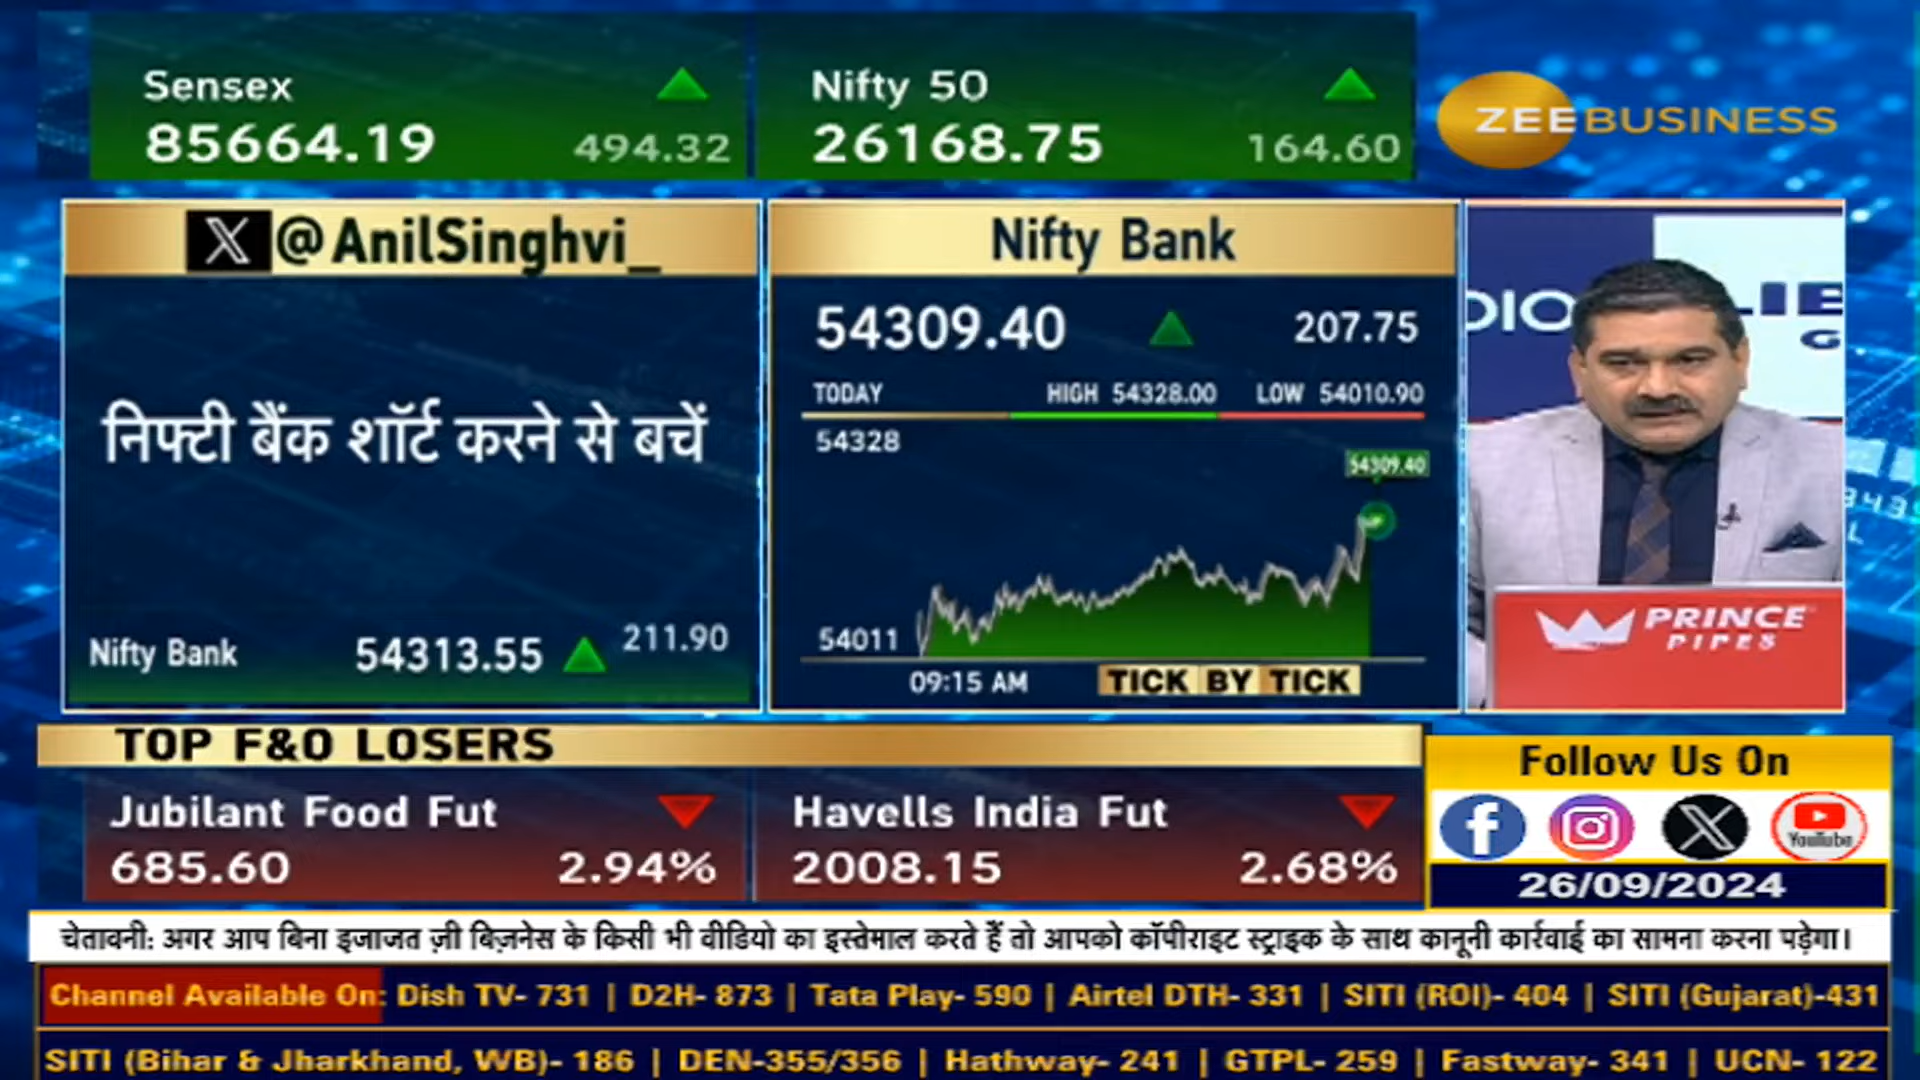 Sensex
85664.19 494.32
Nifty 50
26168.75 164.60
ZEEBUSINESS
X @AnilSinghvi_
निफ्टी बैंक शॉर्ट करने से बचें
Nifty Bank 54313.55 211.90
Nifty Bank
54309.40 207.75
TODAY HIGH 54328.00 LOW 54010.90
54328
54309.40
54011
09:15 AM TICK BY TICK
DIO
LIB
G
PRINCE
PIPES
TOP F&O LOSERS
Jubilant Food Fut
685.60 2.94%
Havells India Fut
2008.15 2.68%
Follow Us On
YouTube
26/09/2024
चेतावनी: अगर आप बिना इजाजत ज़ी बिज़नेस के किसी भी वीडियो का इस्तेमाल करते हैं तो आपको कॉपीराइट स्ट्राइक के साथ कानूनी कार्रवाई का सामना करना पड़ेगा।
Channel Available On: Dish TV- 731 | D2H- 873 | Tata Play- 590 | Airtel DTH- 331 | SITI (ROI)- 404 | SITI (Gujarat)-431
SITI (Bihar & Jharkhand, WB)- 186 | DEN-355/356 | Hathway- 241 | GTPL- 259 | Fastway- 341 | UCN- 122